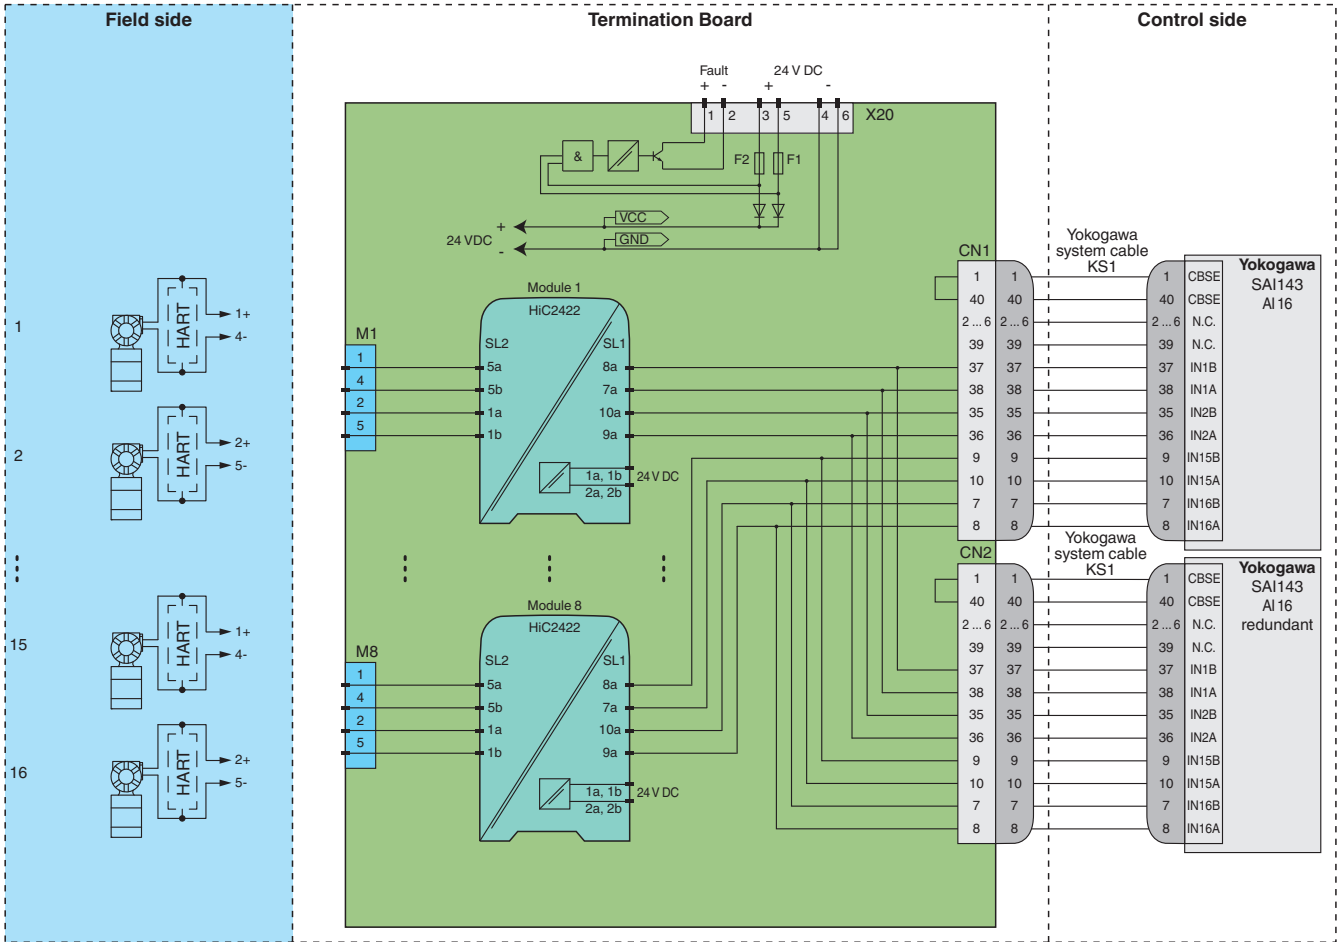 Field side
Termination Board
Control side
Fault
24 V DC
+ - + -
1 2 3 5 4 6
X20
&
F2 F1
VCC
GND
24 VDC
+
-
1
HART
1+
4-
2
HART
2+
5-
15
HART
1+
4-
16
HART
2+
5-
M1
1
4
2
5
Module 1
HiC2422
SL2 SL1
5a 8a
5b 7a
1a 10a
1b 9a
1a, 1b
2a, 2b
24 V DC
M8
1
4
2
5
Module 8
HiC2422
SL2 SL1
5a 8a
5b 7a
1a 10a
1b 9a
1a, 1b
2a, 2b
24 V DC
CN1
Yokogawa
system cable
KS1
Yokogawa
SAI143
AI 16
1 1 1 CBSE
40 40 40 CBSE
2 ... 6 2 ... 6 2 ... 6 N.C.
39 39 39 N.C.
37 37 37 IN1B
38 38 38 IN1A
35 35 35 IN2B
36 36 36 IN2A
9 9 9 IN15B
10 10 10 IN15A
7 7 7 IN16B
8 8 8 IN16A
CN2
Yokogawa
system cable
KS1
Yokogawa
SAI143
AI 16
redundant
1 1 1 CBSE
40 40 40 CBSE
2 ... 6 2 ... 6 2 ... 6 N.C.
39 39 39 N.C.
37 37 37 IN1B
38 38 38 IN1A
35 35 35 IN2B
36 36 36 IN2A
9 9 9 IN15B
10 10 10 IN15A
7 7 7 IN16B
8 8 8 IN16A